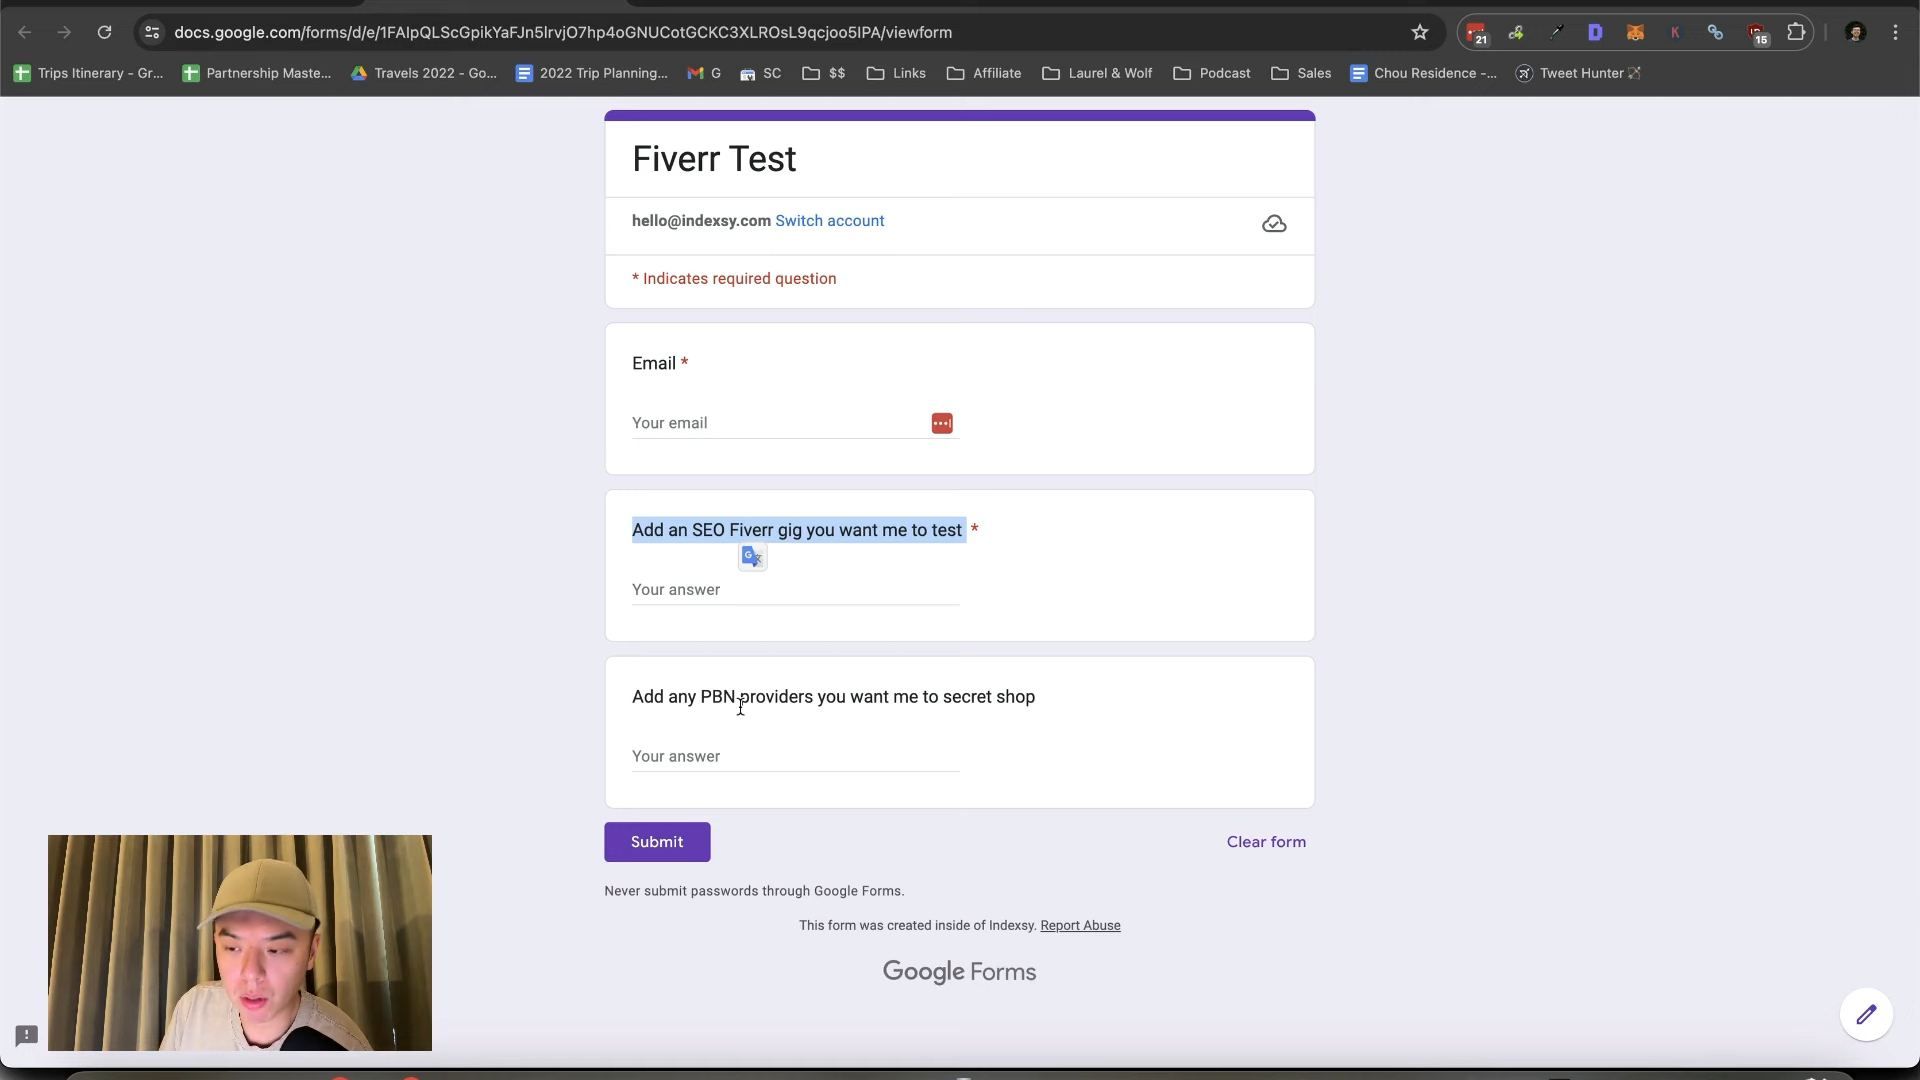 docs.google.com/forms/d/e/1FAIpQLScGpikYaFJn5lrvjO7hp4oGNUCotGCKC3XLROsL9qcjoo5IPA/viewform
21
15
Trips Itinerary - Gr...
Partnership Maste...
Travels 2022 - Go...
2022 Trip Planning...
G
SC
$$
Links
Affiliate
Laurel & Wolf
Podcast
Sales
Chou Residence -...
Tweet Hunter
Fiverr Test
hello@indexsy.com Switch account
* Indicates required question
Email *
Your email
Add an SEO Fiverr gig you want me to test *
Your answer
Add any PBN providers you want me to secret shop
Your answer
Submit
Clear form
Never submit passwords through Google Forms.
This form was created inside of Indexsy. Report Abuse
Google Forms